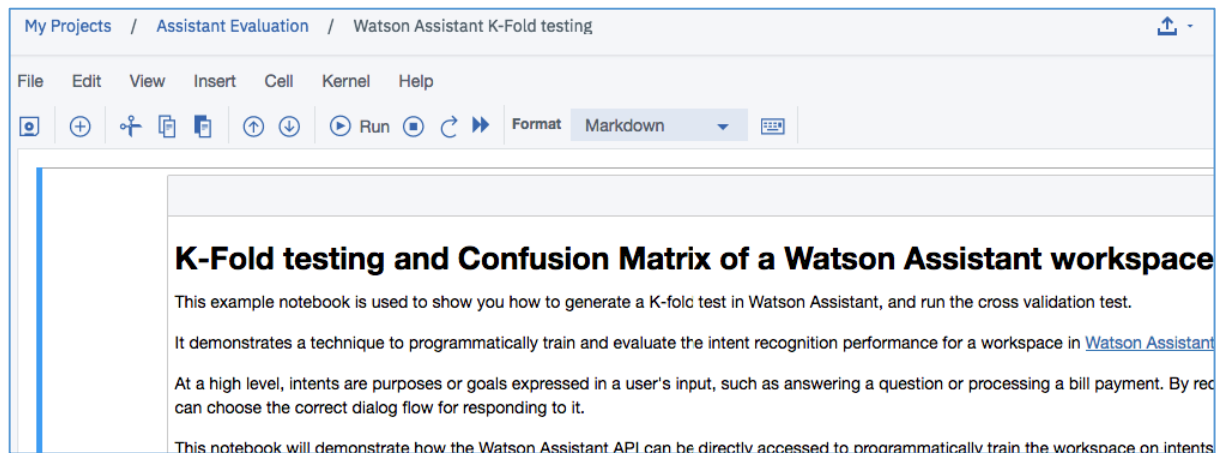 My Projects / Assistant Evaluation / Watson Assistant K-Fold testing
File Edit View Insert Cell Kernel Help
Run Format Markdown
K-Fold testing and Confusion Matrix of a Watson Assistant workspace
This example notebook is used to show you how to generate a K-fold test in Watson Assistant, and run the cross validation test.
It demonstrates a technique to programmatically train and evaluate the intent recognition performance for a workspace in Watson Assistant
At a high level, intents are purposes or goals expressed in a user's input, such as answering a question or processing a bill payment. By rec
can choose the correct dialog flow for responding to it.
This notebook will demonstrate how the Watson Assistant API can be directly accessed to programmatically train the workspace on intents